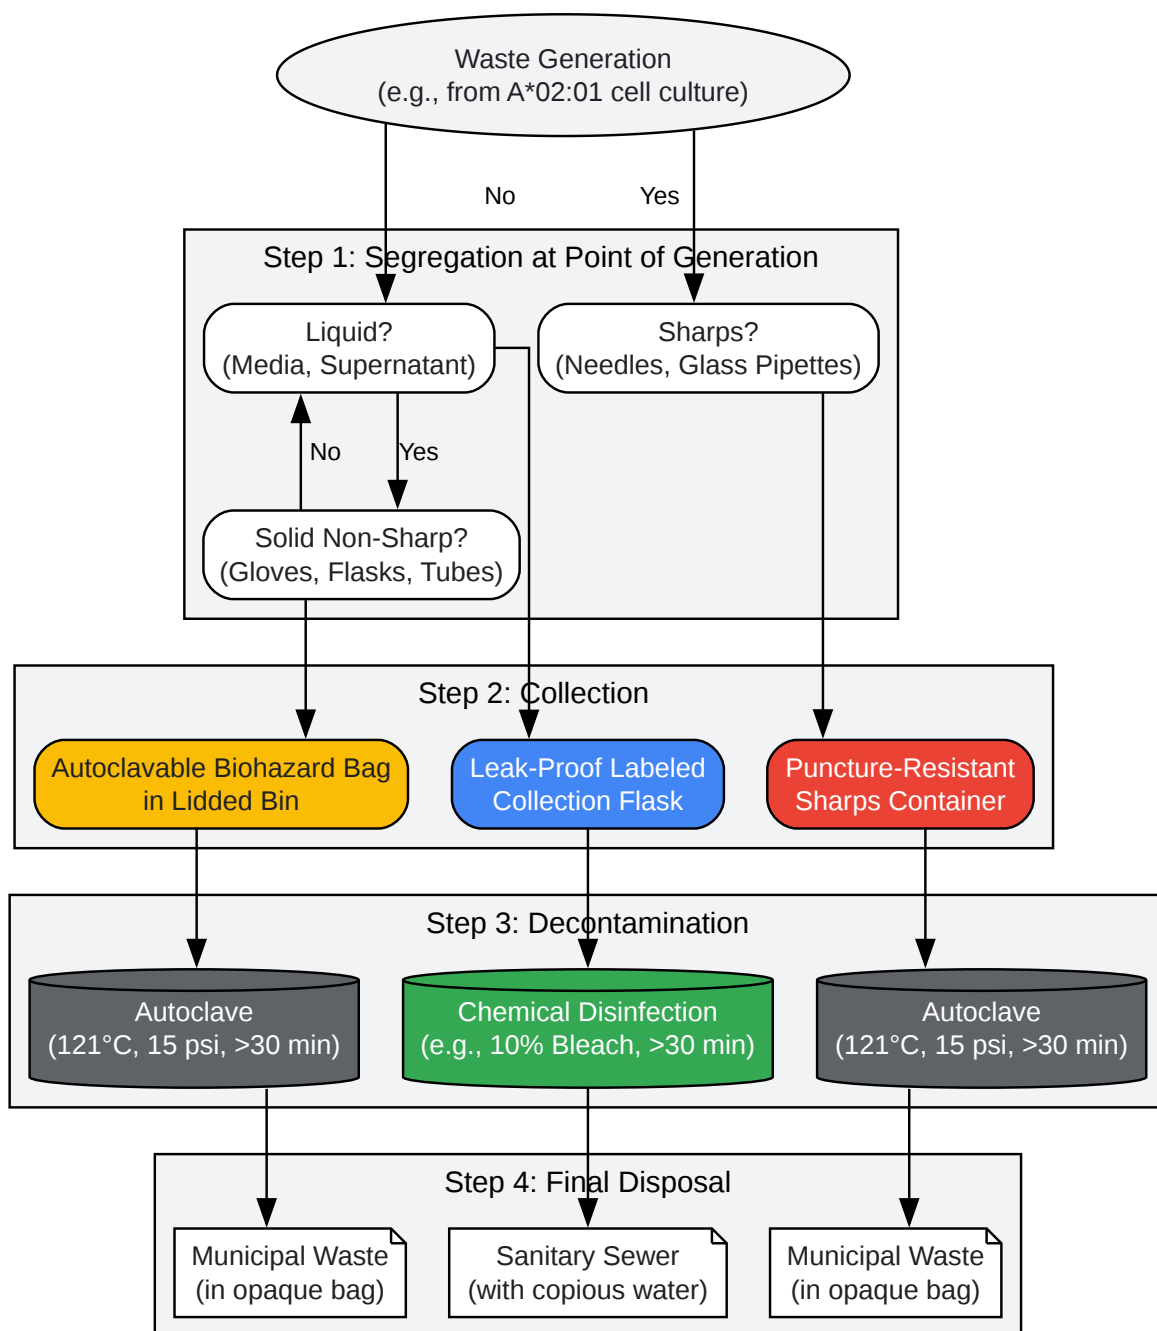 Waste Generation
(e.g., from A*02:01 cell culture)
No
Yes
Step 1: Segregation at Point of Generation
Liquid?
(Media, Supernatant)
Sharps?
(Needles, Glass Pipettes)
No
Yes
Solid Non-Sharp?
(Gloves, Flasks, Tubes)
Step 2: Collection
Autoclavable Biohazard Bag
in Lidded Bin
Leak-Proof Labeled
Collection Flask
Puncture-Resistant
Sharps Container
Step 3: Decontamination
Autoclave
(121°C, 15 psi, >30 min)
Chemical Disinfection
(e.g., 10% Bleach, >30 min)
Autoclave
(121°C, 15 psi, >30 min)
Step 4: Final Disposal
Municipal Waste
(in opaque bag)
Sanitary Sewer
(with copious water)
Municipal Waste
(in opaque bag)